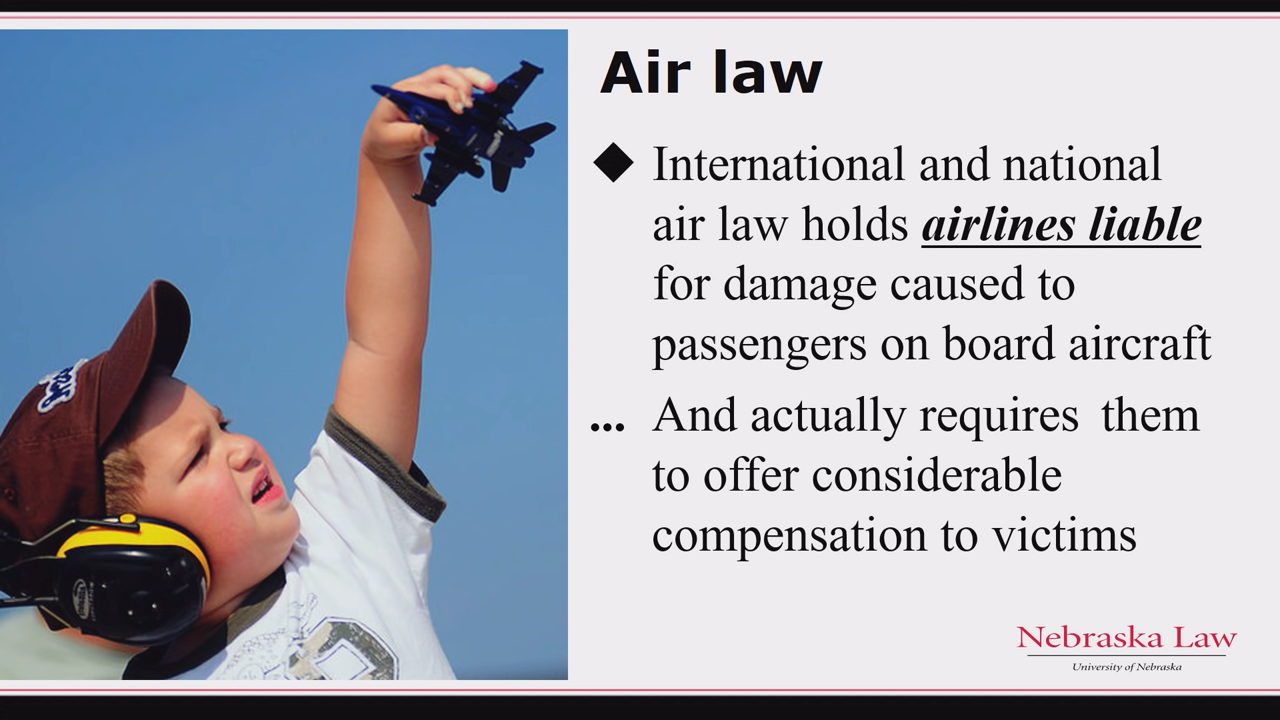 Air law
◆ International and national
air law holds airlines liable
for damage caused to
passengers on board aircraft
... And actually requires them
to offer considerable
compensation to victims
Nebraska Law
University of Nebraska